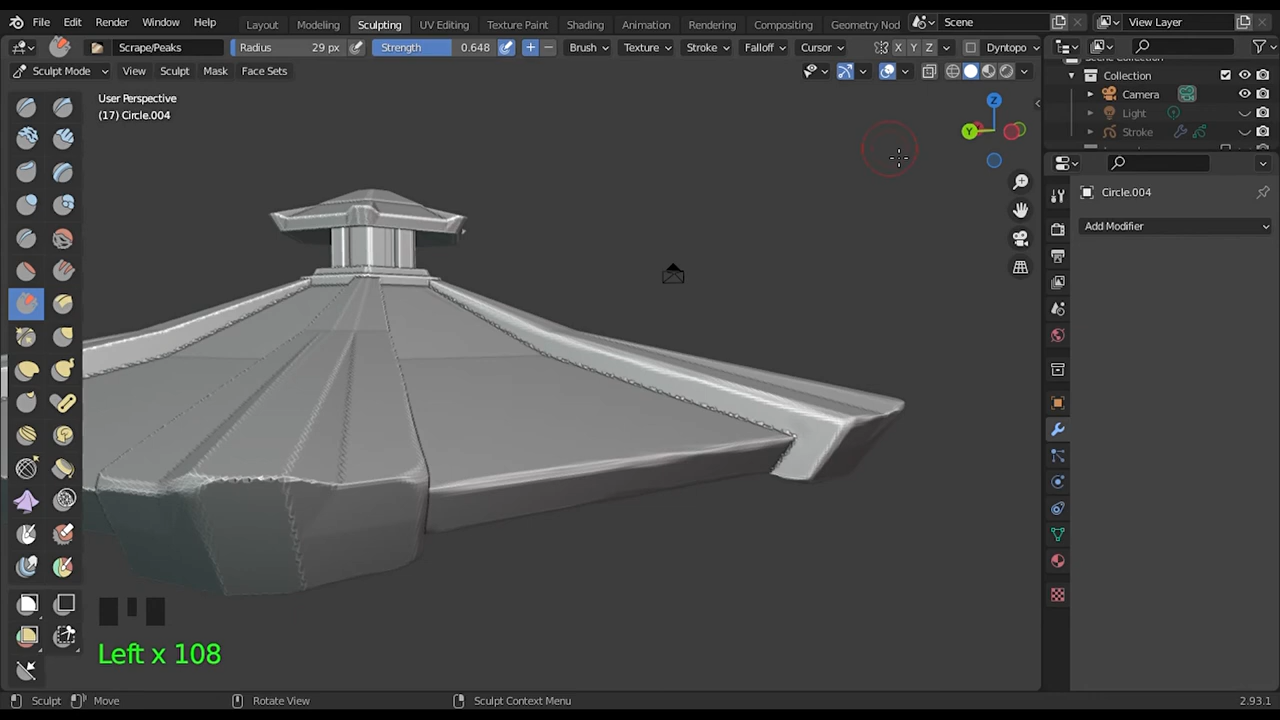 File Edit Render Window Help Layout Modeling Sculpting UV Editing Texture Paint Shading Animation Rendering Compositing Geometry Nod Scene View Layer
Scrape/Peaks Radius 29 px Strength 0.648 Brush Texture Stroke Falloff Cursor X Y Z Dyntopo
Sculpt Mode View Sculpt Mask Face Sets
Collection
Camera
Light
Stroke
User Perspective
(17) Circle.004
Z
Y
Circle.004
Add Modifier
Left x 108
Sculpt Move Rotate View Sculpt Context Menu 2.93.1